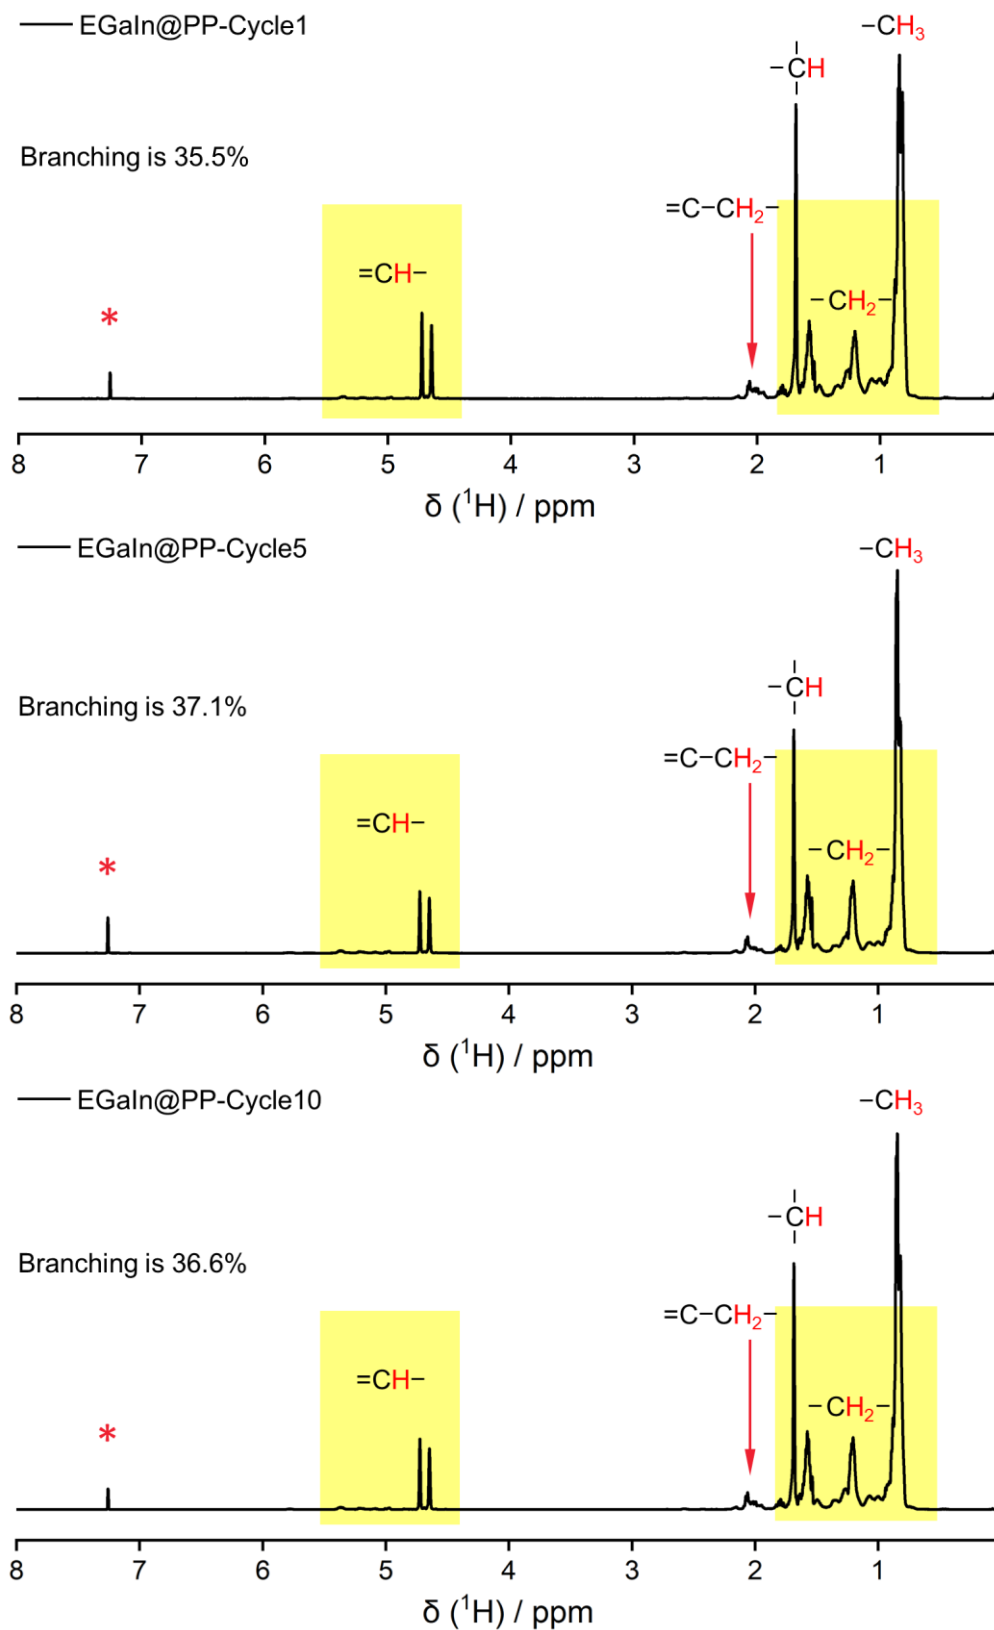 EGaIn@PP-Cycle1
-CH3
-CH
Branching is 35.5%
=C-CH2-
=CH-
-CH2-
*
8 7 6 5 4 3 2 1
δ (¹H) / ppm
EGaIn@PP-Cycle5
-CH3
-CH
Branching is 37.1%
=C-CH2-
=CH-
-CH2-
*
8 7 6 5 4 3 2 1
δ (¹H) / ppm
EGaIn@PP-Cycle10
-CH3
-CH
Branching is 36.6%
=C-CH2-
=CH-
-CH2-
*
8 7 6 5 4 3 2 1
δ (¹H) / ppm